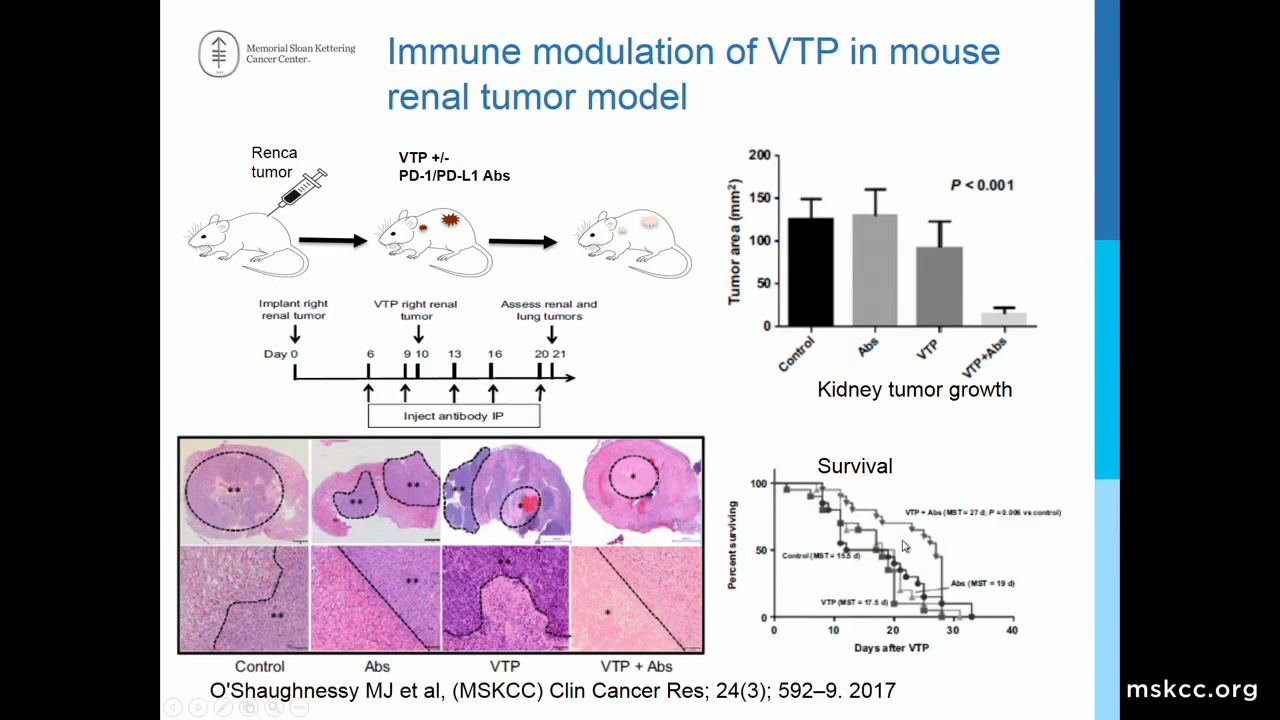 Memorial Sloan Kettering
Cancer Center™
Immune modulation of VTP in mouse
renal tumor model
Renca
tumor
VTP +/-
PD-1/PD-L1 Abs
Implant right
renal tumor
VTP right renal
tumor
Assess renal and
lung tumors
Day 0 6 9 10 13 16 20 21
Inject antibody IP
** ** ** ** * *
** ** ** *
Control Abs VTP VTP + Abs
200
150
100
50
0
Tumor area (mm²)
P < 0.001
Control Abs VTP VTP+Abs
Kidney tumor growth
Survival
100
50
0
Percent surviving
VTP + Abs (MST = 27 d; P = 0.006 vs control)
Control (MST = 15.5 d)
Abs (MST = 19 d)
VTP (MST = 17.5 d)
0 10 20 30 40
Days after VTP
O'Shaughnessy MJ et al, (MSKCC) Clin Cancer Res; 24(3); 592–9. 2017
mskcc.org